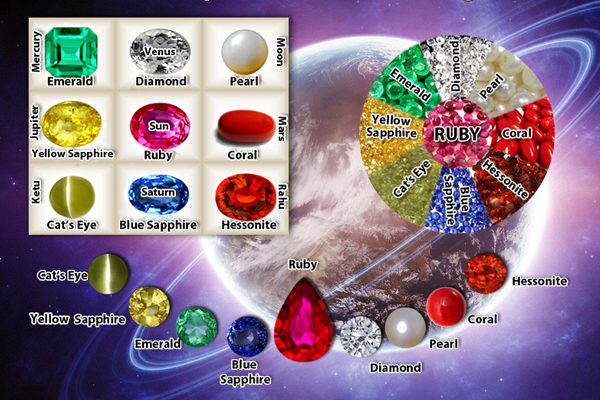 Mercury
Emerald
Venus
Diamond
Moon
Pearl
Jupiter
Yellow Sapphire
Sun
Ruby
Mars
Coral
Ketu
Cat's Eye
Saturn
Blue Sapphire
Rahu
Hessonite
Emerald
Diamond
Pearl
Yellow
Sapphire
RUBY
Coral
Cat's Eye
Blue
Sapphire
Hessonite
Cat's Eye
Yellow Sapphire
Emerald
Blue
Sapphire
Ruby
Diamond
Pearl
Coral
Hessonite